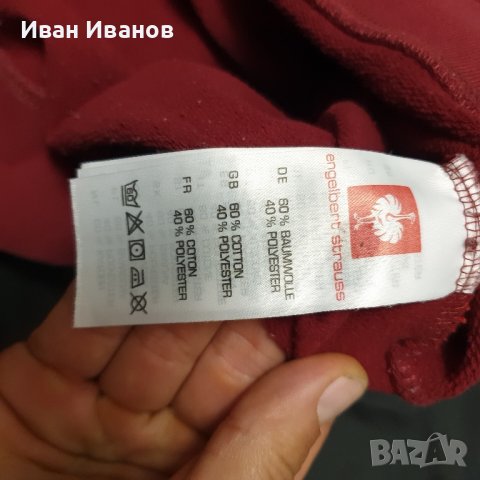 Иван Иванов
engelbert strauss
DE 60% BAUMWOLLE
40% POLYESTER
GB 60% COTTON
40% POLYESTER
FR 60% COTON
40% POLYESTER
BAZAR